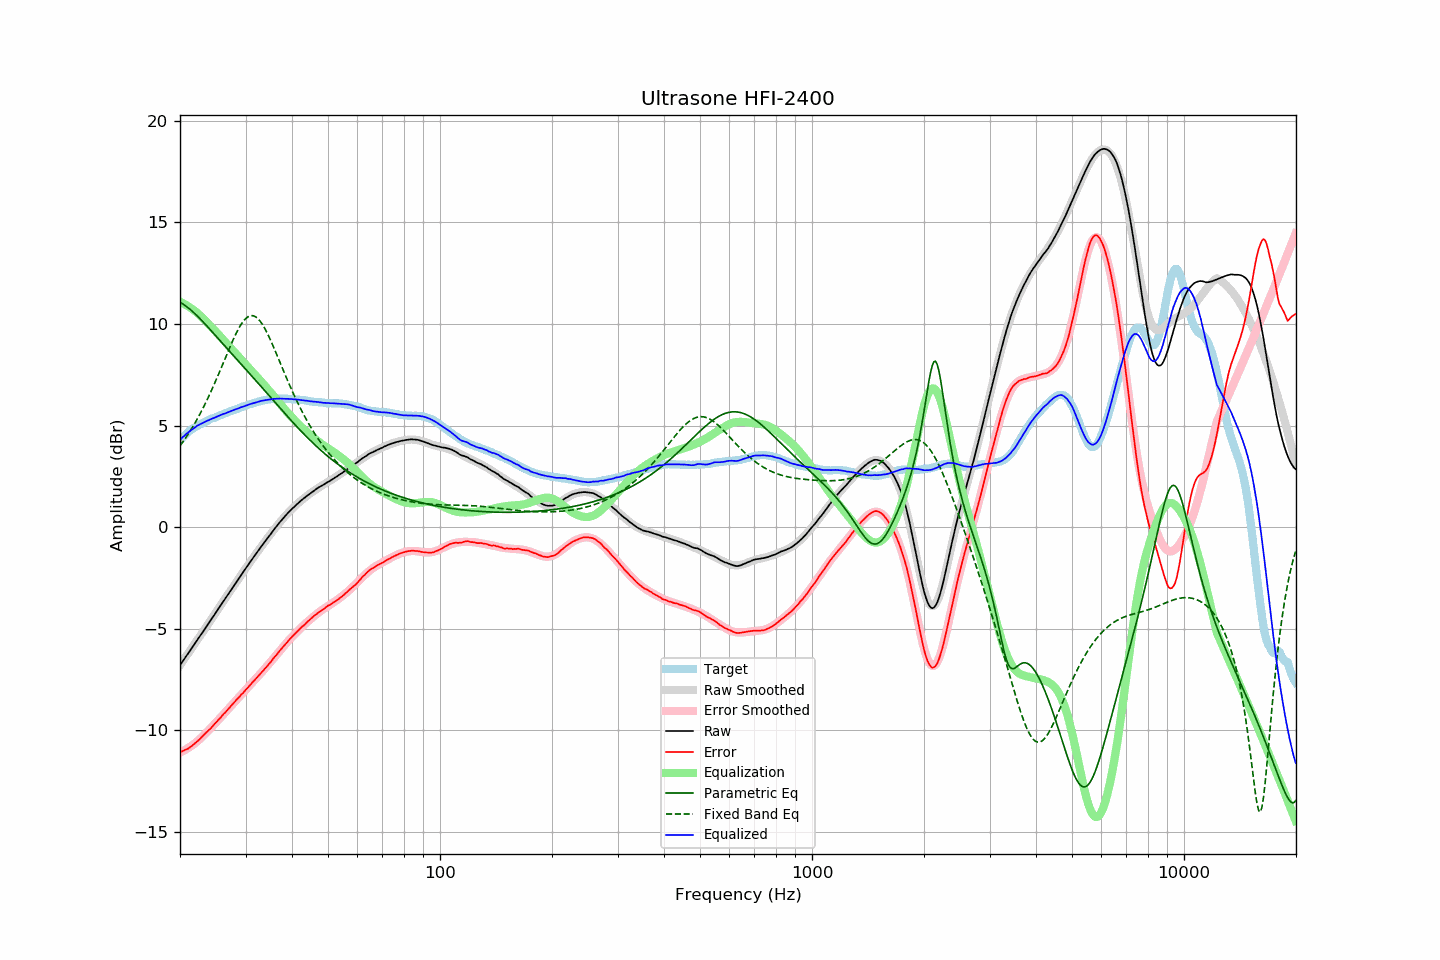 Ultrasone HFI-2400
20
15
10
5
0
−5
−10
−15
Amplitude (dBr)
100
1000
10000
Frequency (Hz)
Target
Raw Smoothed
Error Smoothed
Raw
Error
Equalization
Parametric Eq
Fixed Band Eq
Equalized